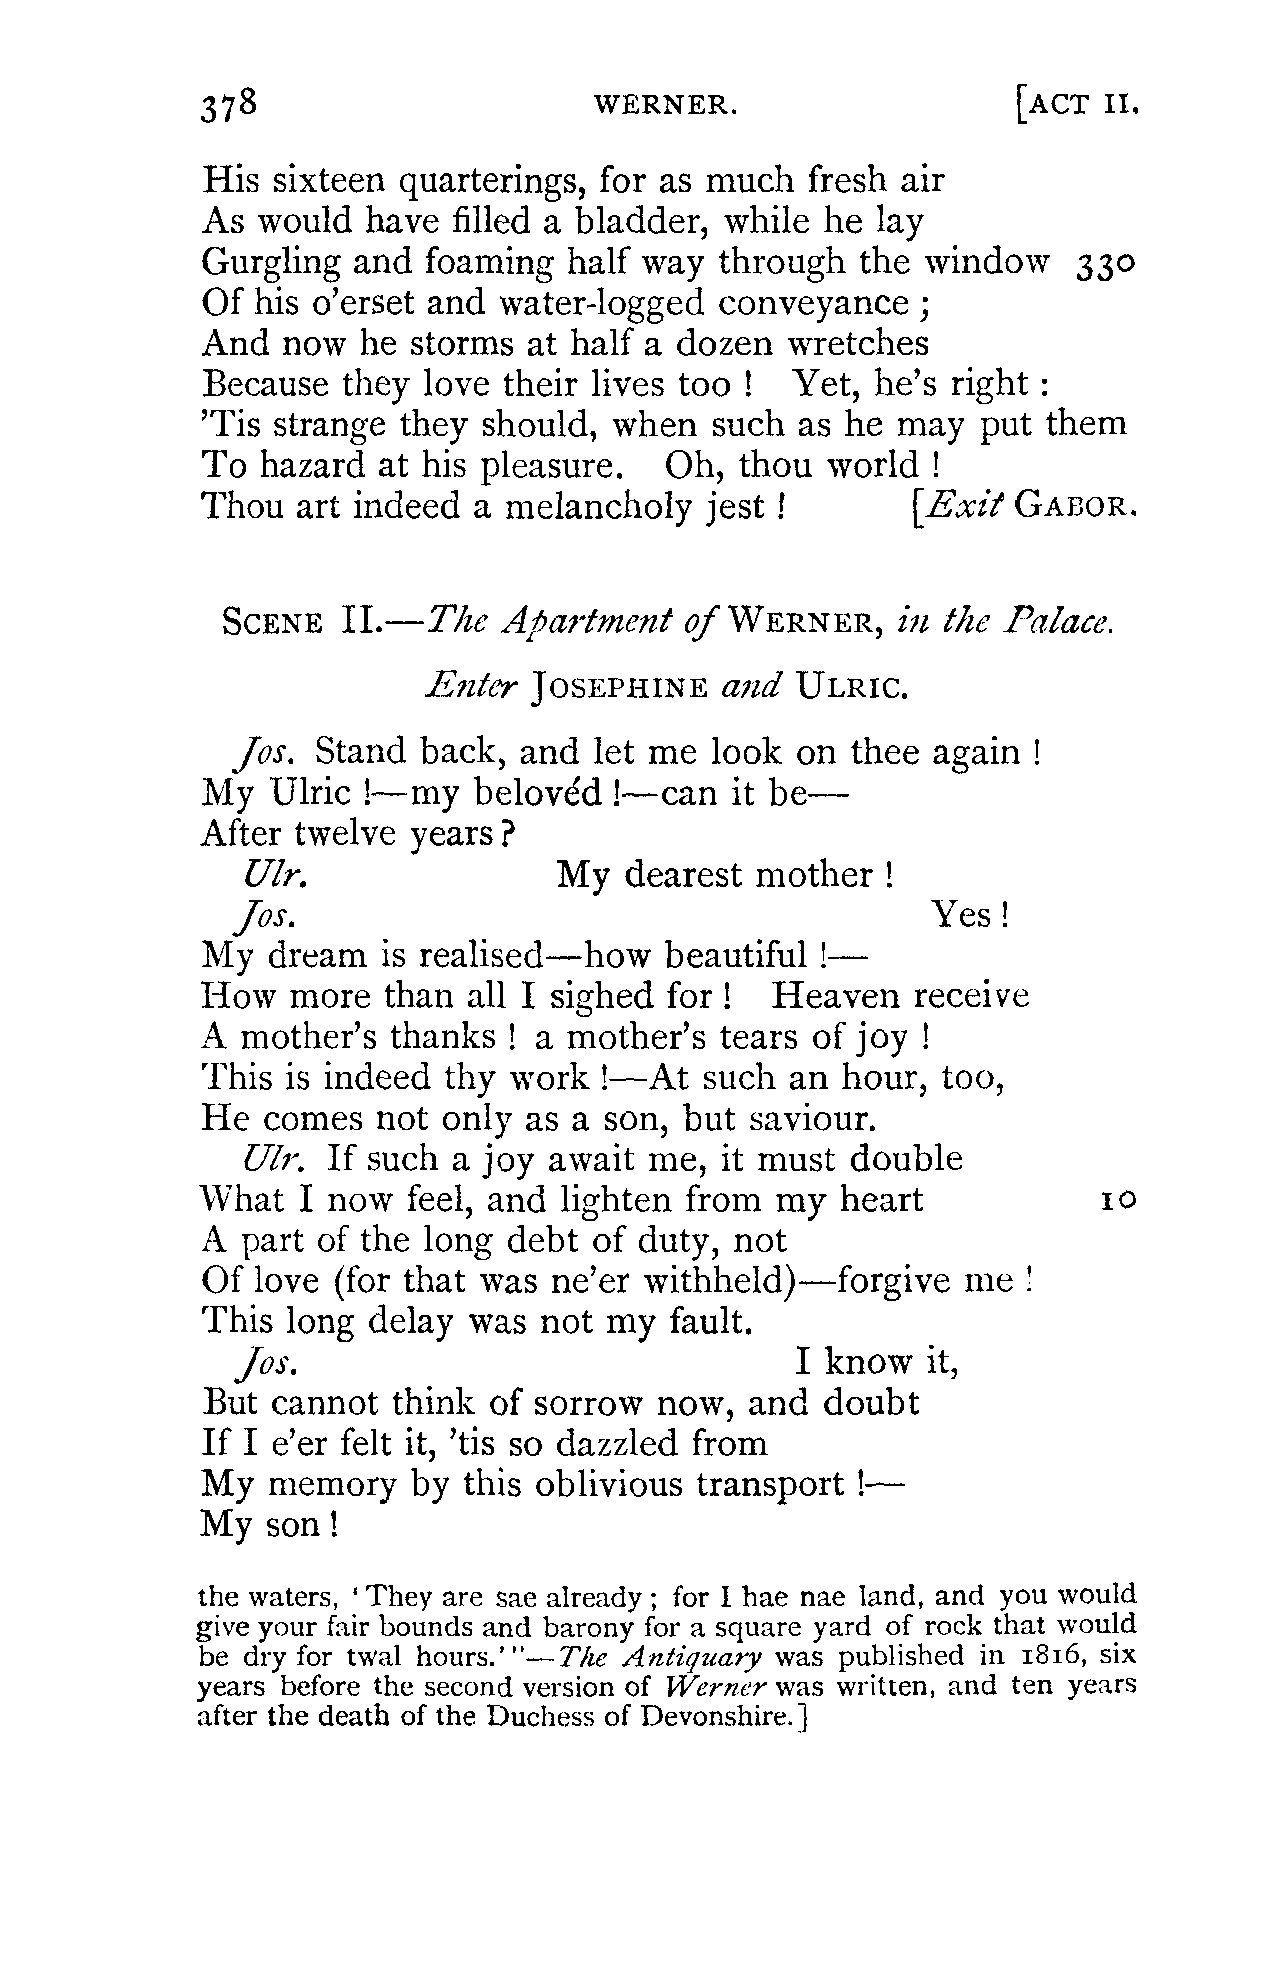 378 WERNER. [ACT II.
His sixteen quarterings, for as much fresh air
As would have filled a bladder, while he lay
Gurgling and foaming half way through the window 330
Of his o'erset and water-logged conveyance ;
And now he storms at half a dozen wretches
Because they love their lives too ! Yet, he's right :
'Tis strange they should, when such as he may put them
To hazard at his pleasure. Oh, thou world !
Thou art indeed a melancholy jest ! [Exit GABOR.
SCENE II.—The Apartment of WERNER, in the Palace.
Enter JOSEPHINE and ULRIC.
Jos. Stand back, and let me look on thee again !
My Ulric !—my belovéd !—can it be—
After twelve years ?
Ulr. My dearest mother !
Jos. Yes !
My dream is realised—how beautiful !—
How more than all I sighed for ! Heaven receive
A mother's thanks ! a mother's tears of joy !
This is indeed thy work !—At such an hour, too,
He comes not only as a son, but saviour.
Ulr. If such a joy await me, it must double
What I now feel, and lighten from my heart 10
A part of the long debt of duty, not
Of love (for that was ne'er withheld)—forgive me !
This long delay was not my fault.
Jos. I know it,
But cannot think of sorrow now, and doubt
If I e'er felt it, 'tis so dazzled from
My memory by this oblivious transport !—
My son !
the waters, 'They are sae already ; for I hae nae land, and you would
give your fair bounds and barony for a square yard of rock that would
be dry for twal hours.' "—The Antiquary was published in 1816, six
years before the second version of Werner was written, and ten years
after the death of the Duchess of Devonshire.]